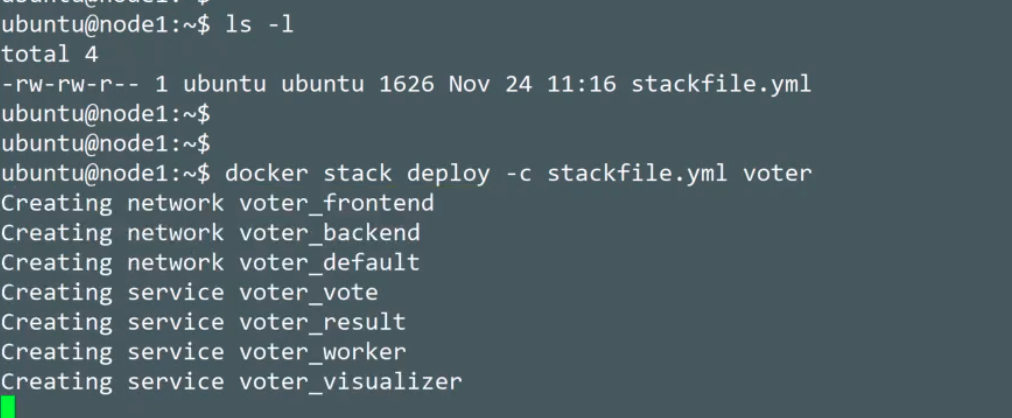 ubuntu@node1:~$
ubuntu@node1:~$ ls -l
total 4
-rw-rw-r-- 1 ubuntu ubuntu 1626 Nov 24 11:16 stackfile.yml
ubuntu@node1:~$
ubuntu@node1:~$
ubuntu@node1:~$ docker stack deploy -c stackfile.yml voter
Creating network voter_frontend
Creating network voter_backend
Creating network voter_default
Creating service voter_vote
Creating service voter_result
Creating service voter_worker
Creating service voter_visualizer